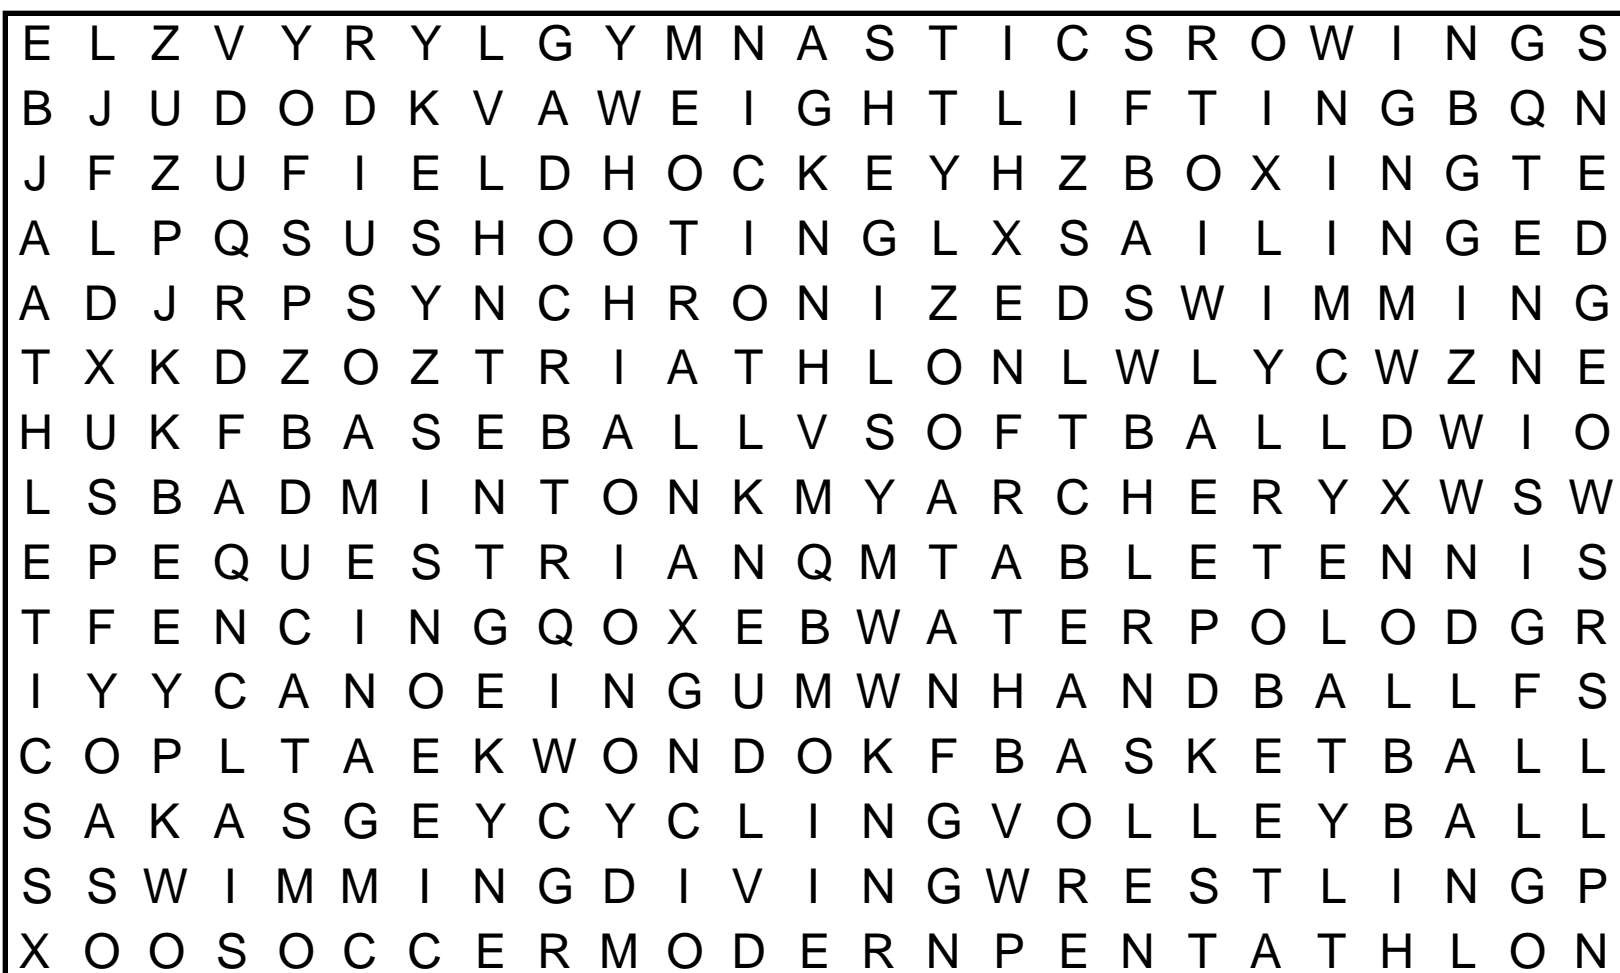 E L Z V Y R Y L G Y M N A S T I C S R O W I N G S
B J U D O D K V A W E I G H T L I F T I N G B Q N
J F Z U F I E L D H O C K E Y H Z B O X I N G T E
A L P Q S U S H O O T I N G L X S A I L I N G E D
A D J R P S Y N C H R O N I Z E D S W I M M I N G
T X K D Z O Z T R I A T H L O N L W L Y C W Z N E
H U K F B A S E B A L L V S O F T B A L L D W I O
L S B A D M I N T O N K M Y A R C H E R Y X W S W
E P E Q U E S T R I A N Q M T A B L E T E N N I S
T F E N C I N G Q O X E B W A T E R P O L O D G R
I Y Y C A N O E I N G U M W N H A N D B A L L F S
C O P L T A E K W O N D O K F B A S K E T B A L L
S A K A S G E Y C Y C L I N G V O L L E Y B A L L
S S W I M M I N G D I V I N G W R E S T L I N G P
X O O S O C C E R M O D E R N P E N T A T H L O N